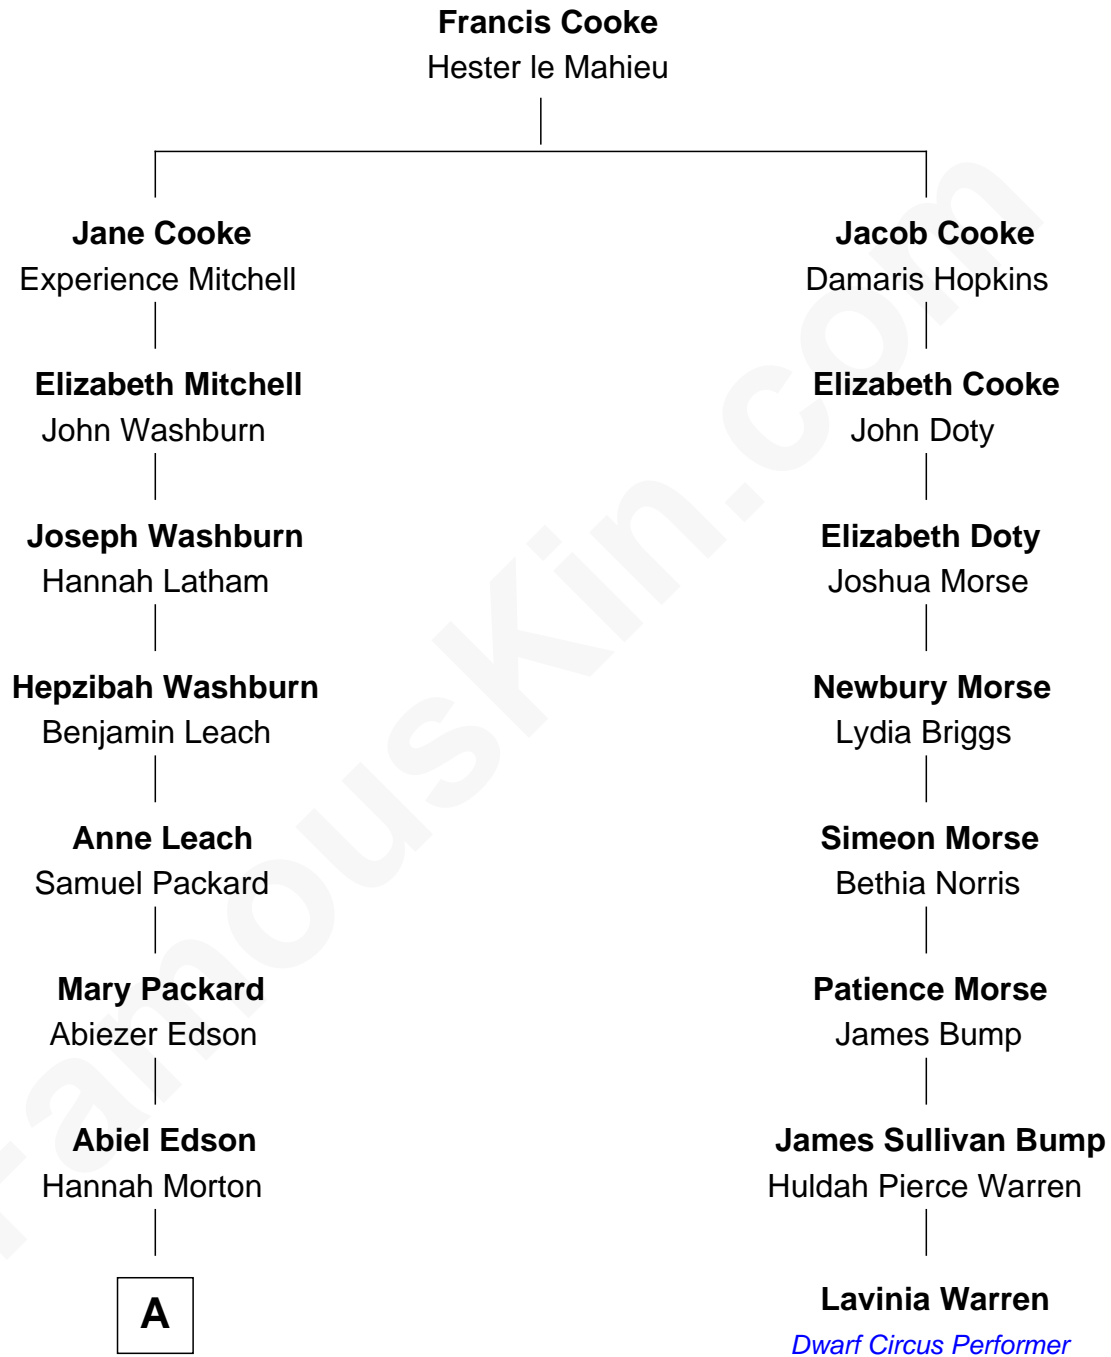 Francis Cooke
Hester le Mahieu
Jane Cooke
Experience Mitchell
Jacob Cooke
Damaris Hopkins
Elizabeth Mitchell
John Washburn
Elizabeth Cooke
John Doty
Joseph Washburn
Hannah Latham
Elizabeth Doty
Joshua Morse
Hepzibah Washburn
Benjamin Leach
Newbury Morse
Lydia Briggs
Anne Leach
Samuel Packard
Simeon Morse
Bethia Norris
Mary Packard
Abiezer Edson
Patience Morse
James Bump
Abiel Edson
Hannah Morton
James Sullivan Bump
Huldah Pierce Warren
A
Lavinia Warren
Dwarf Circus Performer
FamousKin.com